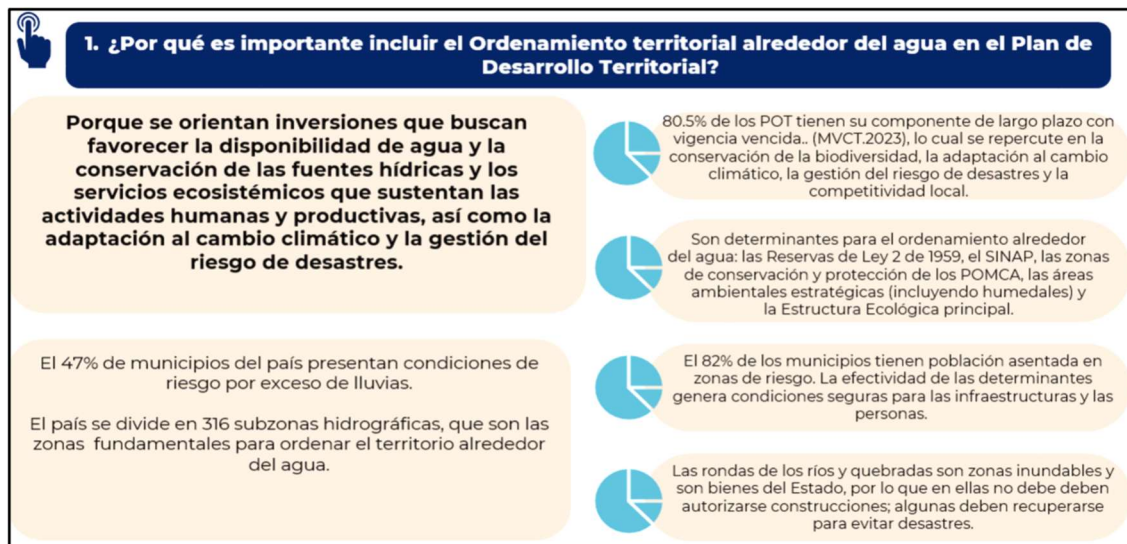 1. ¿Por qué es importante incluir el Ordenamiento territorial alrededor del agua en el Plan de
Desarrollo Territorial?
Porque se orientan inversiones que buscan
favorecer la disponibilidad de agua y la
conservación de las fuentes hídricas y los
servicios ecosistémicos que sustentan las
actividades humanas y productivas, así como la
adaptación al cambio climático y la gestión del
riesgo de desastres.
El 47% de municipios del país presentan condiciones de
riesgo por exceso de lluvias.
El país se divide en 316 subzonas hidrográficas, que son las
zonas fundamentales para ordenar el territorio alrededor
del agua.
80.5% de los POT tienen su componente de largo plazo con
vigencia vencida.. (MVCT.2023), lo cual se repercute en la
conservación de la biodiversidad, la adaptación al cambio
climático, la gestión del riesgo de desastres y la
competitividad local.
Son determinantes para el ordenamiento alrededor
del agua: las Reservas de Ley 2 de 1959, el SINAP, las zonas
de conservación y protección de los POMCA, las áreas
ambientales estratégicas (incluyendo humedales) y
la Estructura Ecológica principal.
El 82% de los municipios tienen población asentada en
zonas de riesgo. La efectividad de las determinantes
genera condiciones seguras para las infraestructuras y las
personas.
Las rondas de los ríos y quebradas son zonas inundables y
son bienes del Estado, por lo que en ellas no debe deben
autorizarse construcciones; algunas deben recuperarse
para evitar desastres.